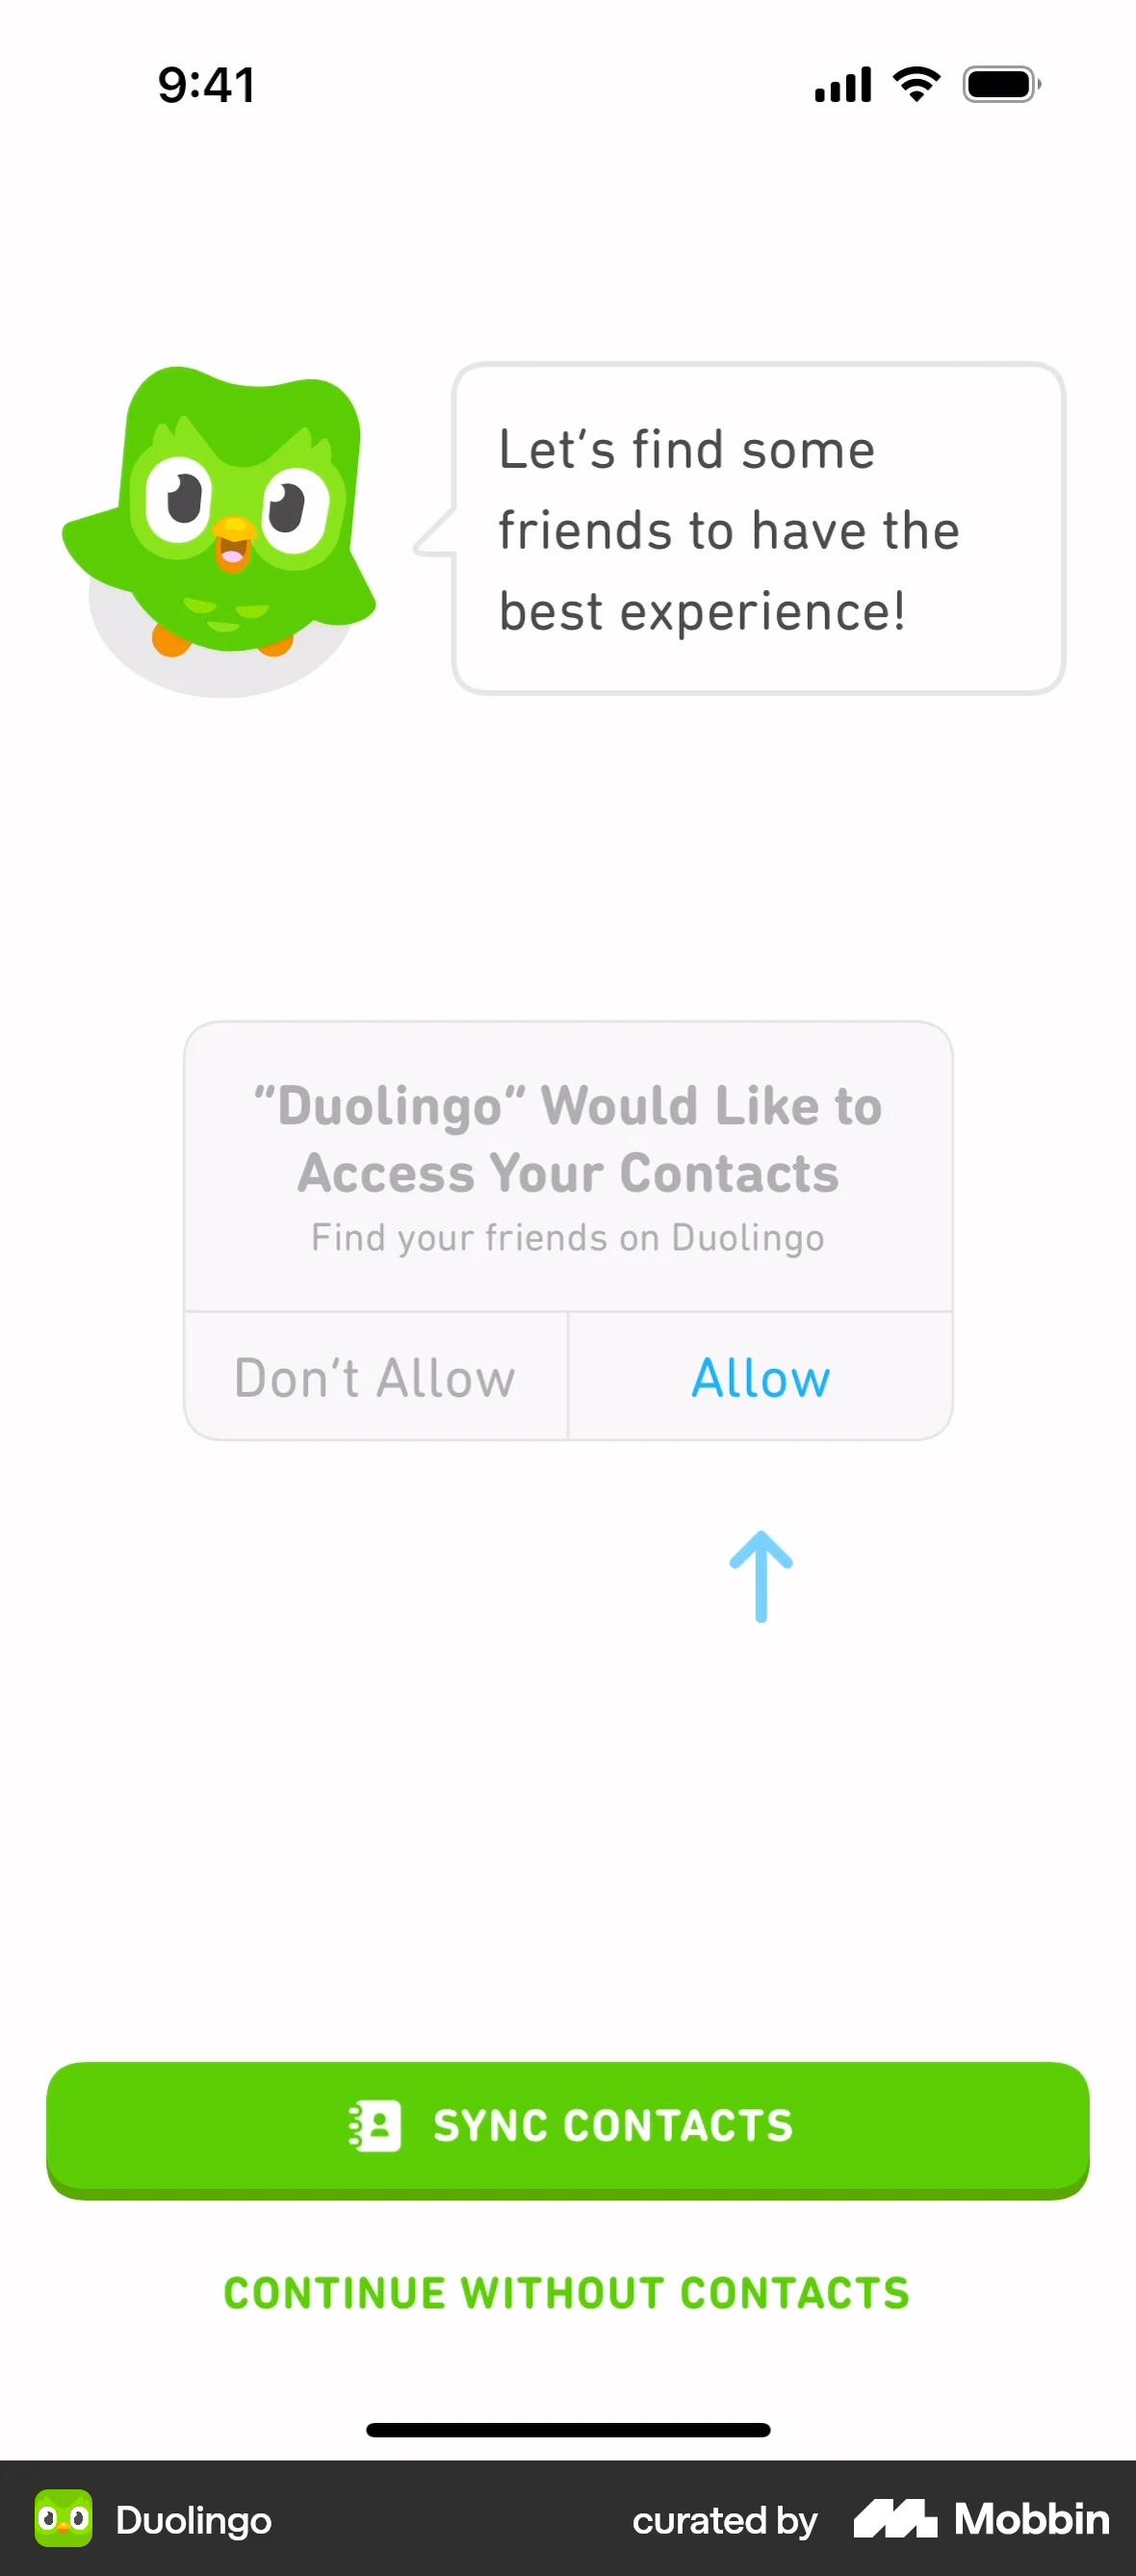 9:41
Let's find some
friends to have the
best experience!
"Duolingo" Would Like to
Access Your Contacts
Find your friends on Duolingo
Don't Allow
Allow
SYNC CONTACTS
CONTINUE WITHOUT CONTACTS
Duolingo
curated by Mobbin